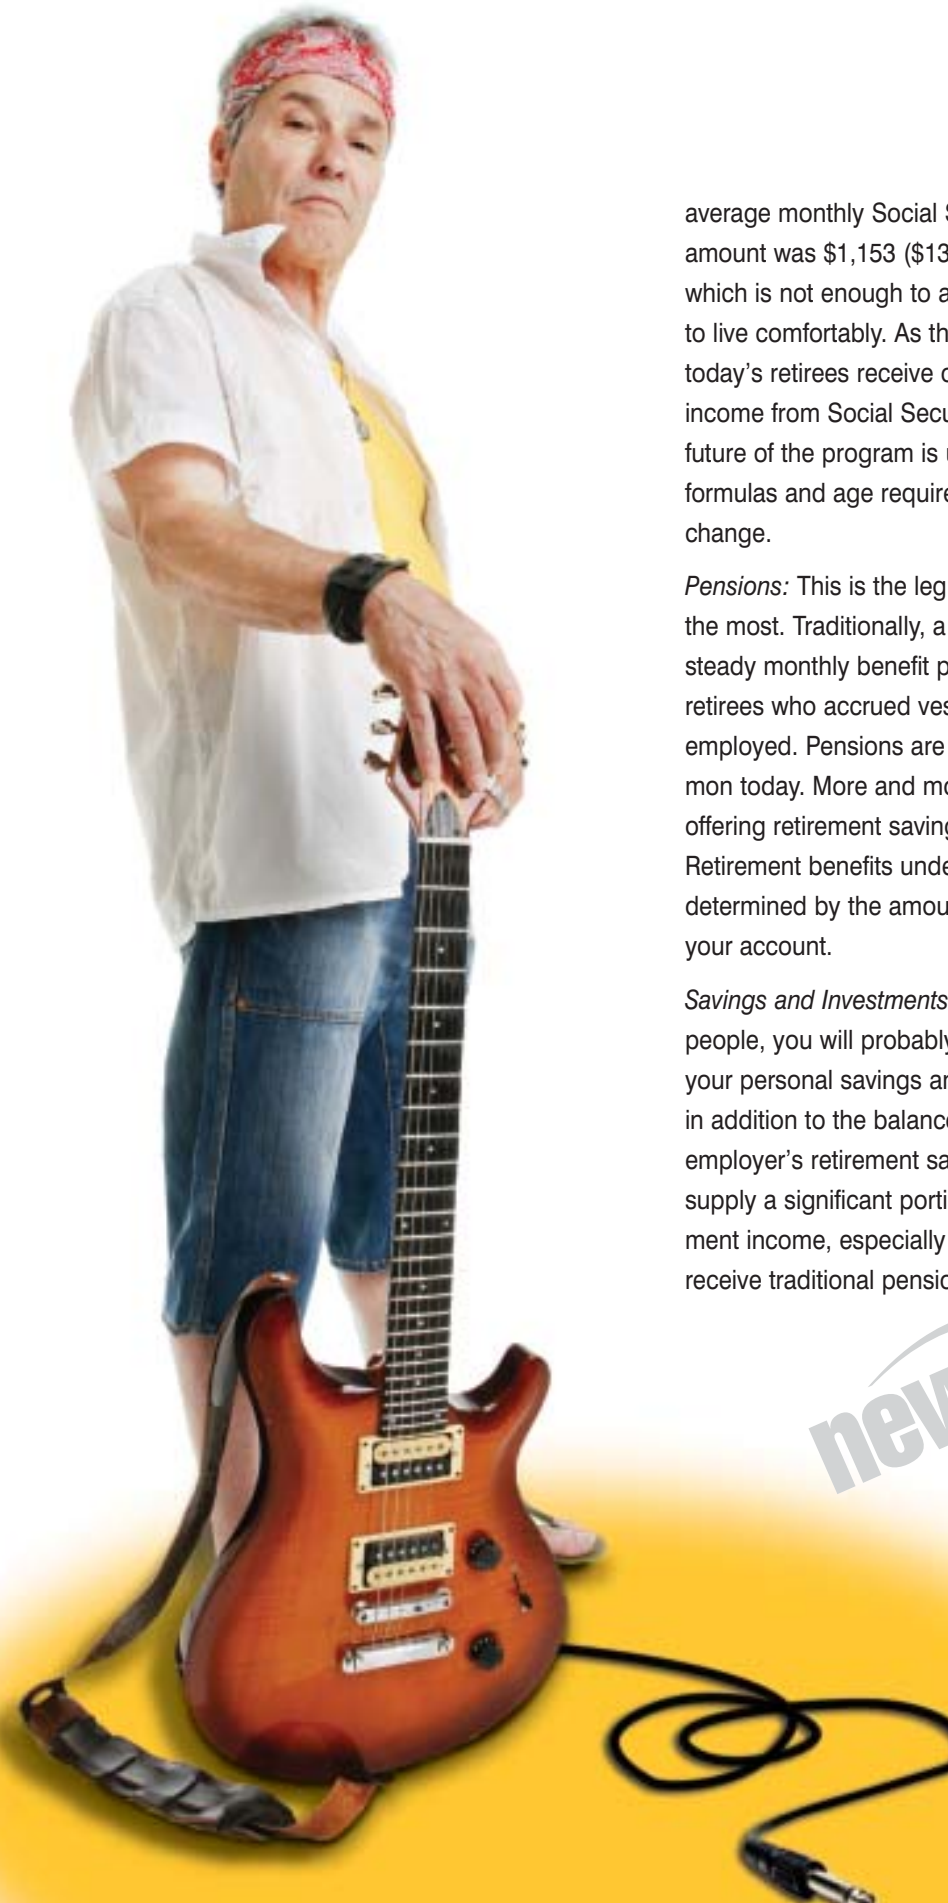 average monthly Social
amount was $1,153 ($13
which is not enough to a
to live comfortably. As th
today's retirees receive
income from Social Secu
future of the program is
formulas and age require
change.
Pensions: This is the leg
the most. Traditionally, a
steady monthly benefit p
retirees who accrued ves
employed. Pensions are
mon today. More and mo
offering retirement saving
Retirement benefits unde
determined by the amou
your account.
Savings and Investments
people, you will probably
your personal savings an
in addition to the balance
employer's retirement sa
supply a significant porti
ment income, especially
receive traditional pensio
new